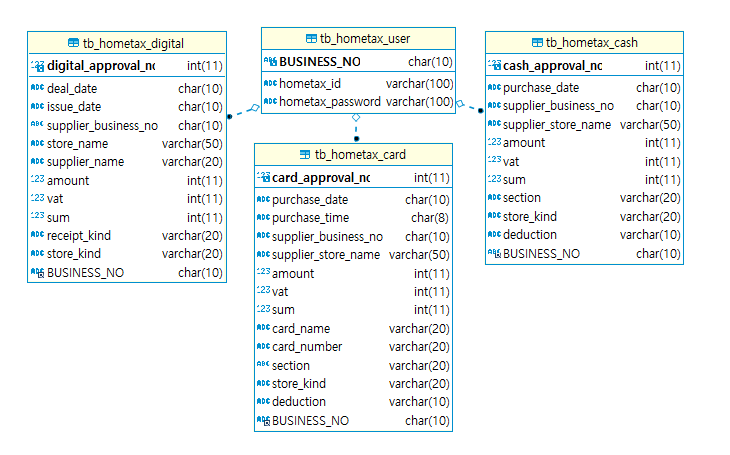 tb_hometax_digital
digital_approval_no int(11)
deal_date char(10)
issue_date char(10)
supplier_business_no char(10)
store_name varchar(50)
supplier_name varchar(20)
amount int(11)
vat int(11)
sum int(11)
receipt_kind varchar(20)
store_kind varchar(20)
BUSINESS_NO char(10)
tb_hometax_user
BUSINESS_NO char(10)
hometax_id varchar(100)
hometax_password varchar(100)
tb_hometax_card
card_approval_no int(11)
purchase_date char(10)
purchase_time char(8)
supplier_business_no char(10)
supplier_store_name varchar(50)
amount int(11)
vat int(11)
sum int(11)
card_name varchar(20)
card_number varchar(20)
section varchar(20)
store_kind varchar(20)
deduction varchar(10)
BUSINESS_NO char(10)
tb_hometax_cash
cash_approval_no int(11)
purchase_date char(10)
supplier_business_no char(10)
supplier_store_name varchar(50)
amount int(11)
vat int(11)
sum int(11)
section varchar(20)
store_kind varchar(20)
deduction varchar(10)
BUSINESS_NO char(10)